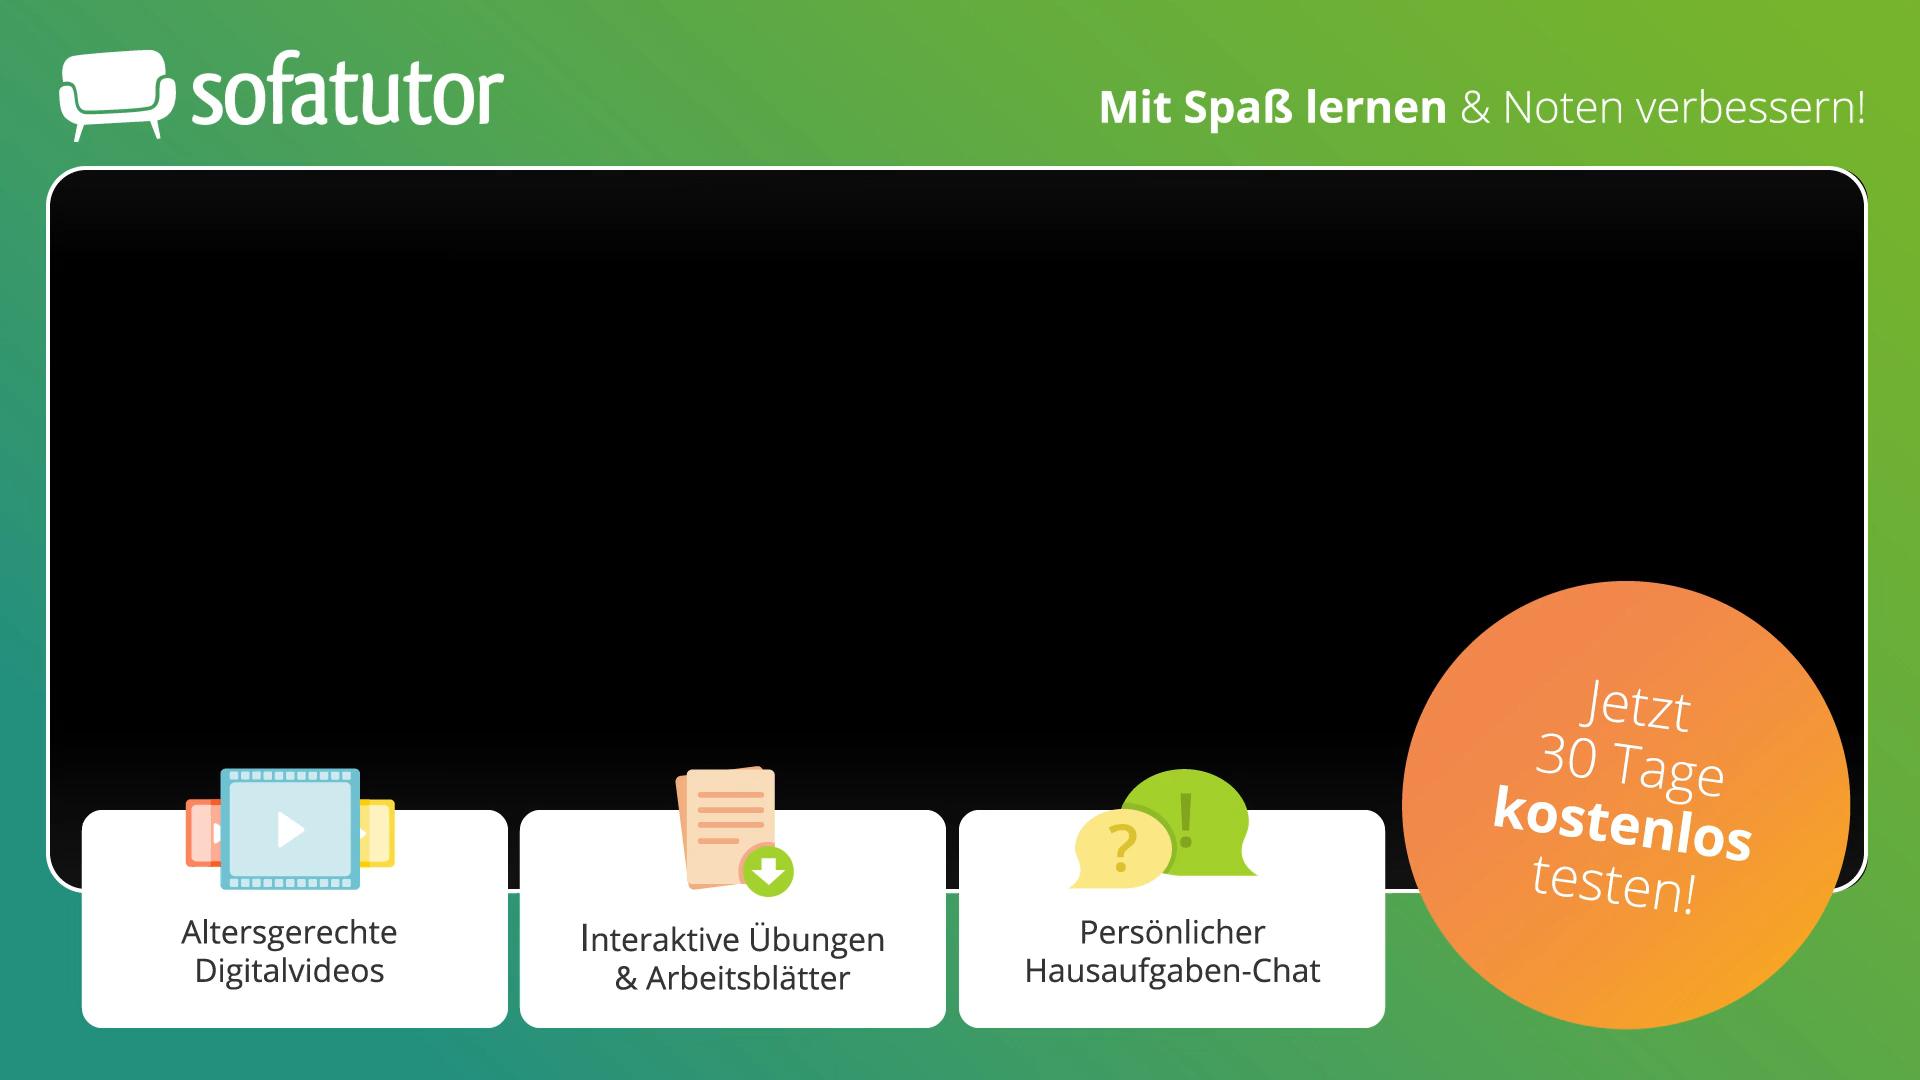 sofatutor
Mit Spaß lernen & Noten verbessern!
Jetzt
30 Tage
kostenlos
testen!
? !
Altersgerechte
Digitalvideos
Interaktive Übungen
& Arbeitsblätter
Persönlicher
Hausaufgaben-Chat